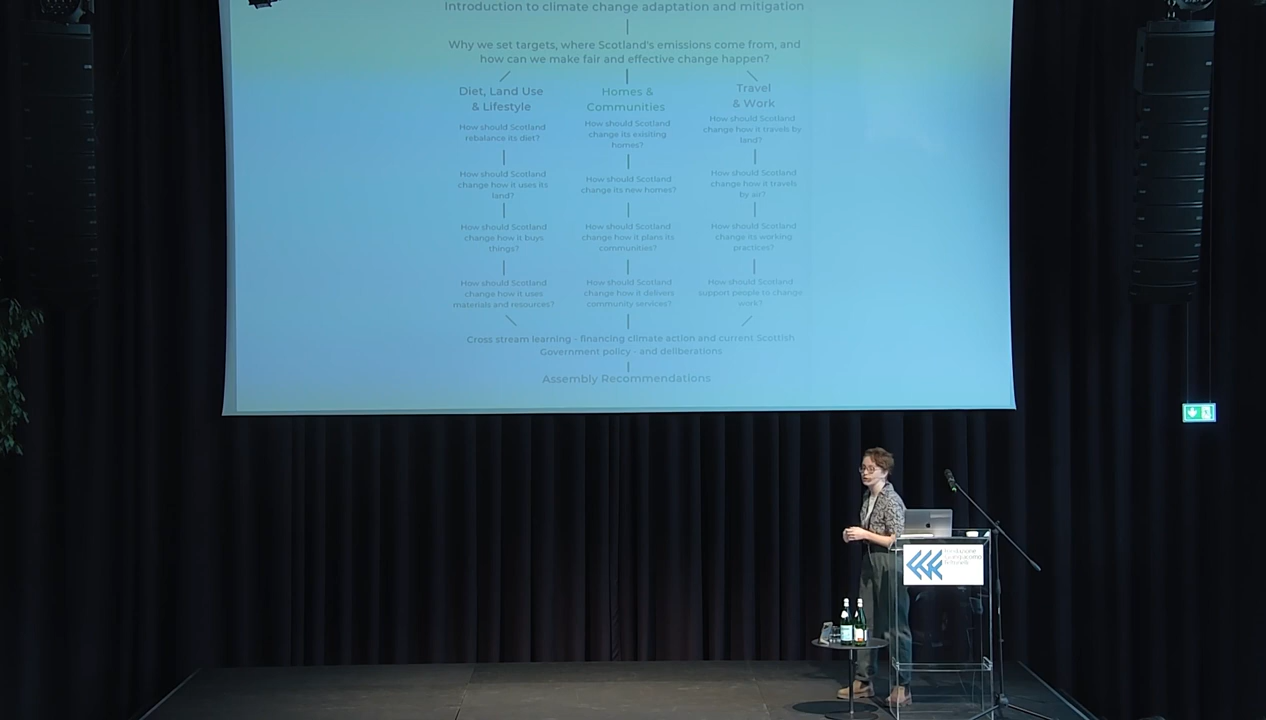 Introduction to climate change adaptation and mitigation
Why we set targets, where Scotland's emissions come from, and
how can we make fair and effective change happen?
Diet, Land Use
& Lifestyle
How should Scotland
rebalance its diet?
How should Scotland
change how it uses its
land?
How should Scotland
change how it buys
things?
How should Scotland
change how it uses
materials and resources?
Homes &
Communities
How should Scotland
change its exisiting
homes?
How should Scotland
change its new homes?
How should Scotland
change how it plans its
communities?
How should Scotland
change how it delivers
community services?
Travel
& Work
How should Scotland
change how it travels by
land?
How should Scotland
change how it travels
by air?
How should Scotland
change its working
practices?
How should Scotland
support people to change
work?
Cross stream learning - financing climate action and current Scottish
Government policy - and deliberations
Assembly Recommendations
Fondazione
Giangiacomo
Feltrinelli